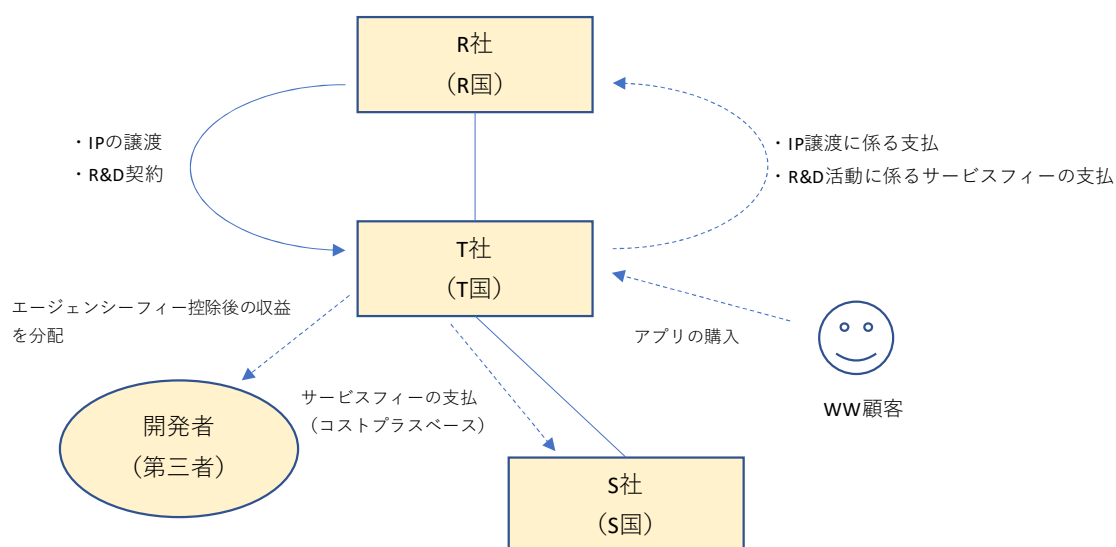 R社
（R国）
・IPの譲渡
・R&D契約
・IP譲渡に係る支払
・R&D活動に係るサービスフィーの支払
T社
（T国）
エージェンシーフィー控除後の収益
を分配
アプリの購入
サービスフィーの支払
（コストプラスベース）
WW顧客
開発者
（第三者）
S社
（S国）